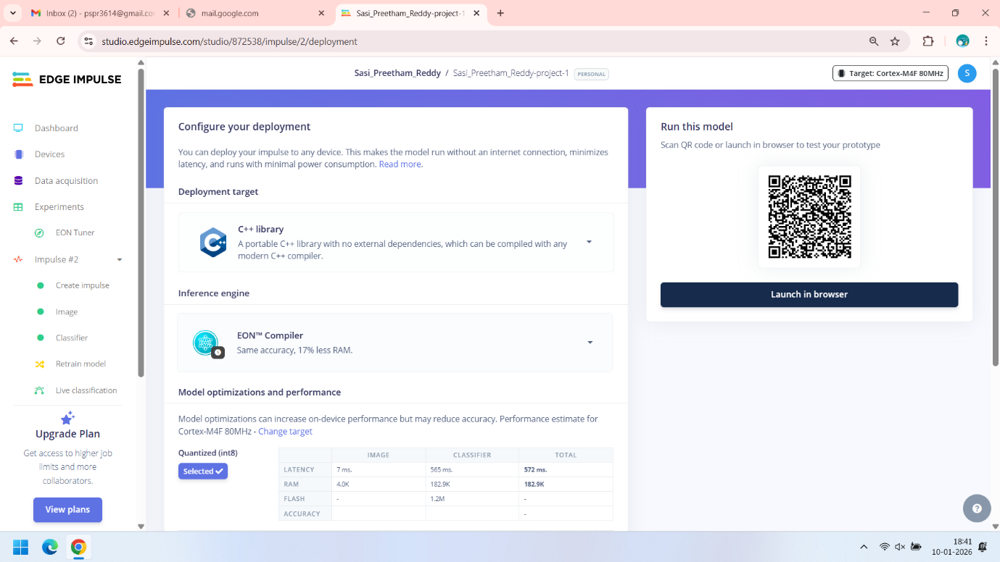 Inbox (2) - pspr3614@gmail.co
mail.google.com
Sasi_Preetham_Reddy-project-1
studio.edgeimpulse.com/studio/872538/impulse/2/deployment
EDGE IMPULSE
Sasi_Preetham_Reddy / Sasi_Preetham_Reddy-project-1 PERSONAL
Target: Cortex-M4F 80MHz
S
Dashboard
Devices
Data acquisition
Experiments
EON Tuner
Impulse #2
Create impulse
Image
Classifier
Retrain model
Live classification
Upgrade Plan
Get access to higher job
limits and more
collaborators.
View plans
Configure your deployment
You can deploy your impulse to any device. This makes the model run without an internet connection, minimizes
latency, and runs with minimal power consumption. Read more.
Deployment target
C++ library
A portable C++ library with no external dependencies, which can be compiled with any
modern C++ compiler.
Inference engine
EON™ Compiler
Same accuracy, 17% less RAM.
Model optimizations and performance
Model optimizations can increase on-device performance but may reduce accuracy. Performance estimate for
Cortex-M4F 80MHz - Change target
Quantized (int8)
Selected
IMAGE CLASSIFIER TOTAL
LATENCY 7 ms. 565 ms. 572 ms.
RAM 4.0K 182.9K 182.9K
FLASH - 1.2M -
ACCURACY -
Run this model
Scan QR code or launch in browser to test your prototype
Launch in browser
18:41
10-01-2026